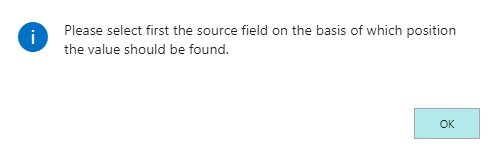 Please select first the source field on the basis of which position
the value should be found.
OK